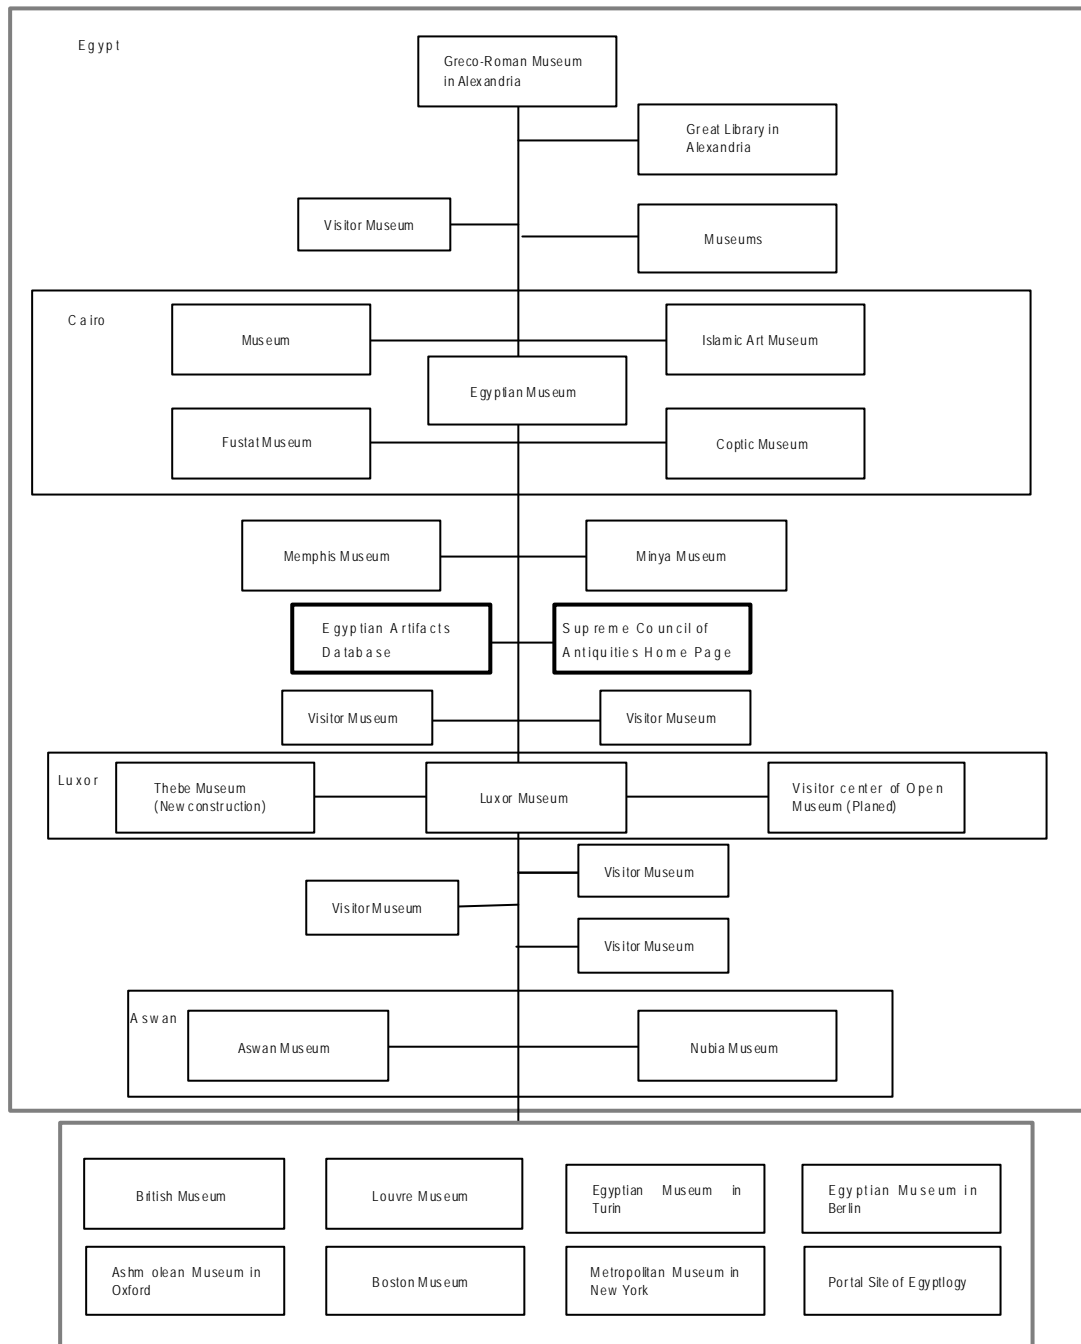 Egypt
Greco-Roman Museum
in Alexandria
Great Library in
Alexandria
Visitor Museum
Museums
Cairo
Museum
Islamic Art Museum
Egyptian Museum
Fustat Museum
Coptic Museum
Memphis Museum
Minya Museum
Egyptian Artifacts
Database
Supreme Council of
Antiquities Home Page
Visitor Museum
Visitor Museum
Luxor
Thebe Museum
(New construction)
Luxor Museum
Visitor center of Open
Museum (Planed)
Visitor Museum
Visitor Museum
Visitor Museum
Aswan
Aswan Museum
Nubia Museum
British Museum
Louvre Museum
Egyptian Museum in
Turin
Egyptian Museum in
Berlin
Ashm olean Museum in
Oxford
Boston Museum
Metropolitan Museum in
New York
Portal Site of Egyptlogy